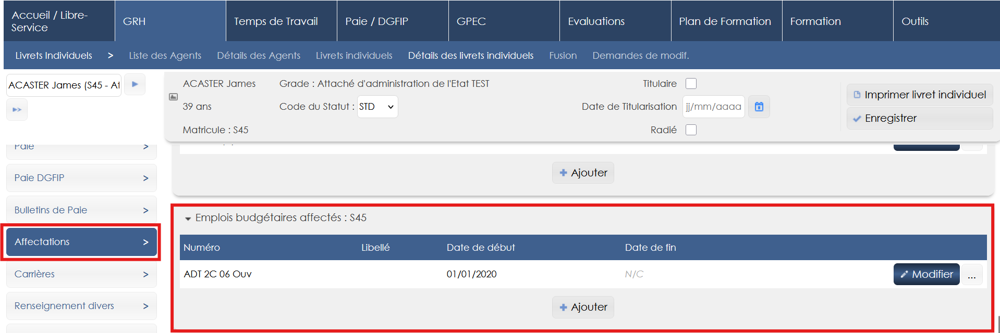 Accueil / Libre-
Service
GRH
Temps de Travail
Paie / DGFIP
GPEC
Evaluations
Plan de Formation
Formation
Outils
Livrets Individuels > Liste des Agents Détails des Agents Livrets individuels Détails des livrets individuels Fusion Demandes de modif.
ACASTER James (S45 - At
ACASTER James
Grade : Attaché d'administration de l'Etat TEST
Titulaire
39 ans
Code du Statut : STD
Date de Titularisation jj/mm/aaaa
Matricule : S45
Radié
Imprimer livret individuel
Enregistrer
Paie >
Paie DGFIP >
Bulletins de Paie >
Affectations >
Carrières >
Renseignement divers >
Ajouter
Emplois budgétaires affectés : S45
Numéro Libellé Date de début Date de fin
ADT 2C 06 Ouv 01/01/2020 N/C Modifier ...
Ajouter